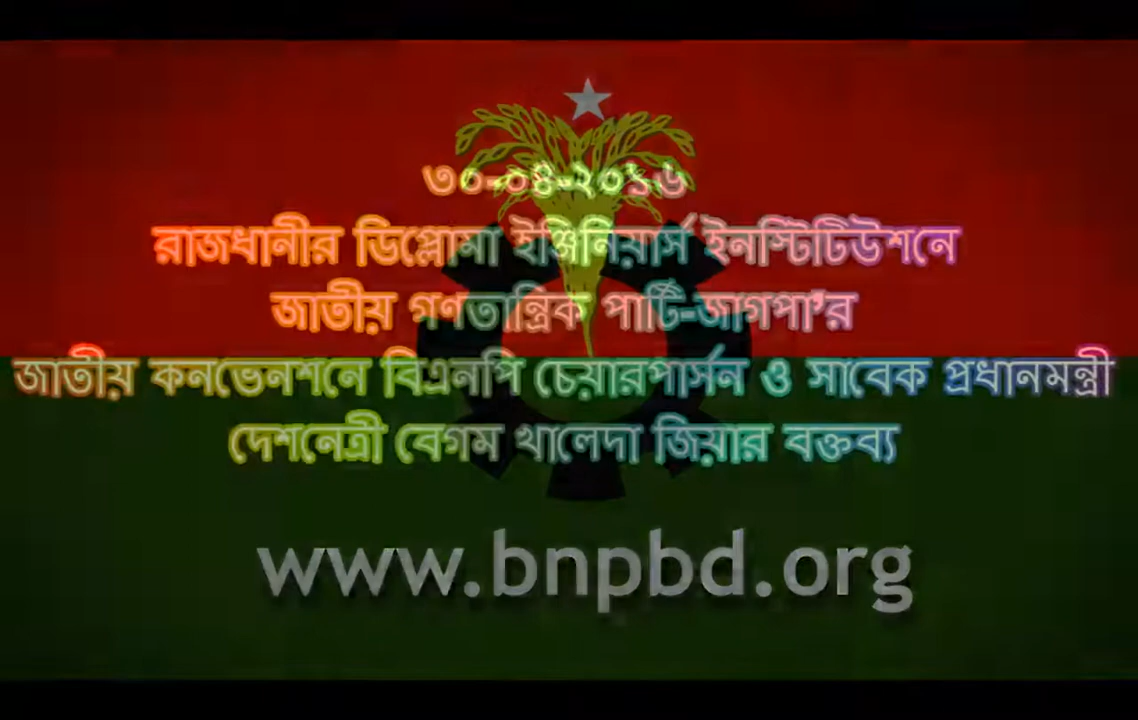 ৩০-০৪-২০১৬
রাজধানীর ডিপ্লোমা ইঞ্জিনিয়ার্স ইনস্টিটিউশনে
জাতীয় গণতান্ত্রিক পার্টি-জাগপা’র
জাতীয় কনভেনশনে বিএনপি চেয়ারপার্সন ও সাবেক প্রধানমন্ত্রী
দেশনেত্রী বেগম খালেদা জিয়ার বক্তব্য
www.bnpbd.org